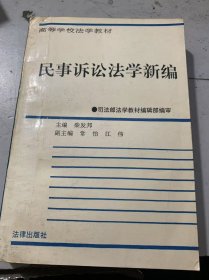 高等学校法学教材
民事诉讼法学新编
●司法部法学教材编辑部编审
主编 柴发邦
副主编 常怡 江伟
法律出版社